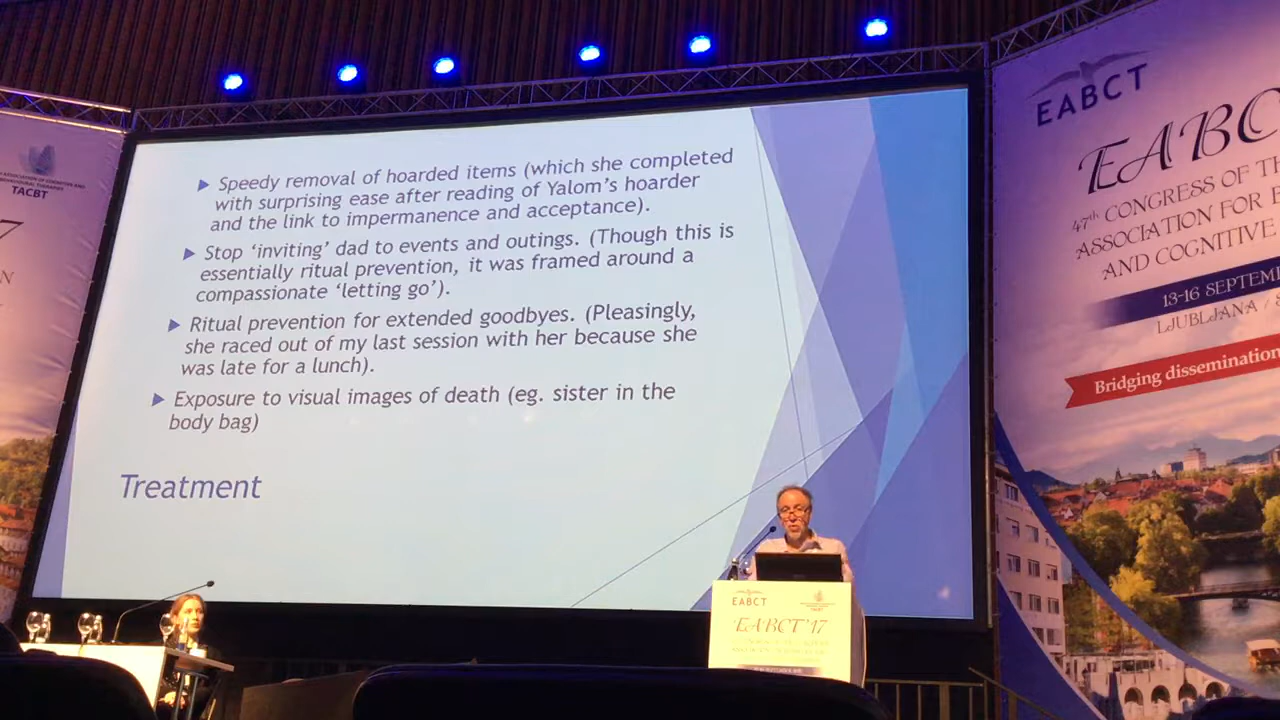 ► Speedy removal of hoarded items (which she completed
with surprising ease after reading of Yalom's hoarder
and the link to impermanence and acceptance).
► Stop 'inviting' dad to events and outings. (Though this is
essentially ritual prevention, it was framed around a
compassionate 'letting go').
► Ritual prevention for extended goodbyes. (Pleasingly,
she raced out of my last session with her because she
was late for a lunch).
► Exposure to visual images of death (eg. sister in the
body bag)
Treatment
TACBT
7
EABCT
EABC
47th CONGRESS OF TH
ASSOCIATION FOR
AND COGNITIVE
13-16 SEPTEM
LJUBLJANA /
Bridging dissemination
EABCT
EABCT'17